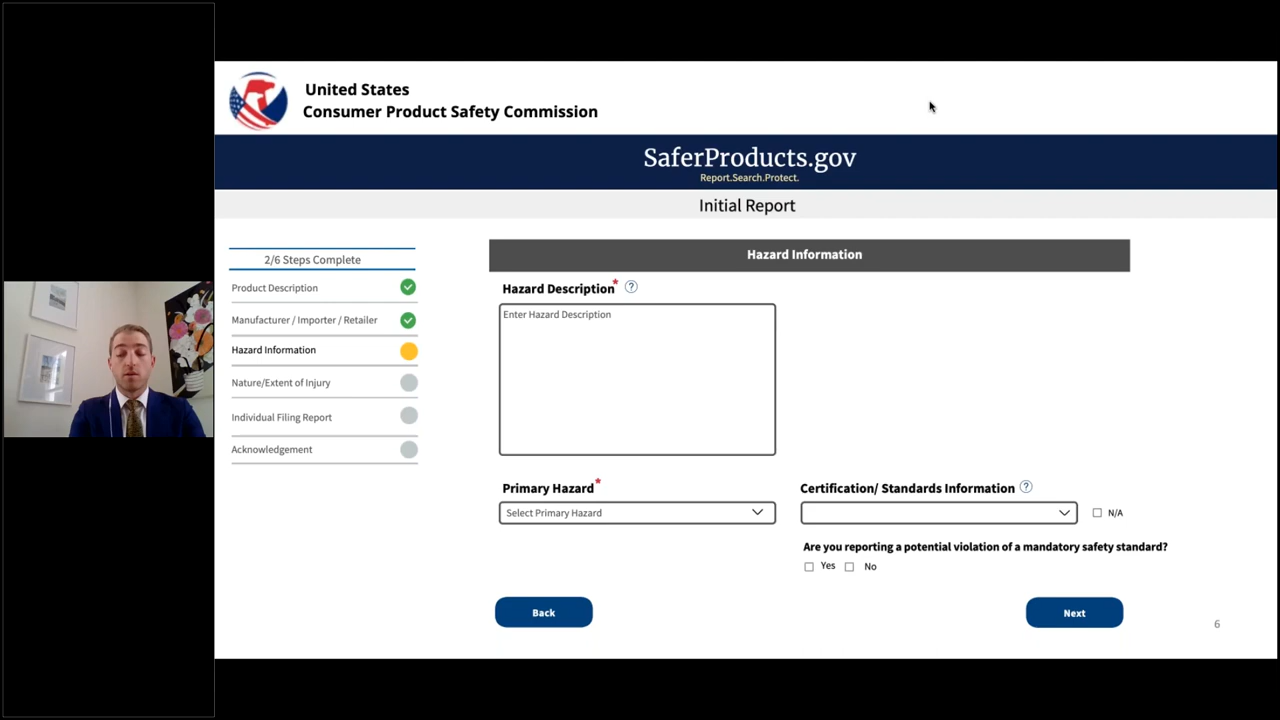 United States
Consumer Product Safety Commission
SaferProducts.gov
Report.Search.Protect.
Initial Report
2/6 Steps Complete
Product Description
Manufacturer / Importer / Retailer
Hazard Information
Nature/Extent of Injury
Individual Filing Report
Acknowledgement
Hazard Information
Hazard Description* ?
Enter Hazard Description
Primary Hazard*
Select Primary Hazard
Certification/ Standards Information ?
N/A
Are you reporting a potential violation of a mandatory safety standard?
Yes No
Back
Next
6